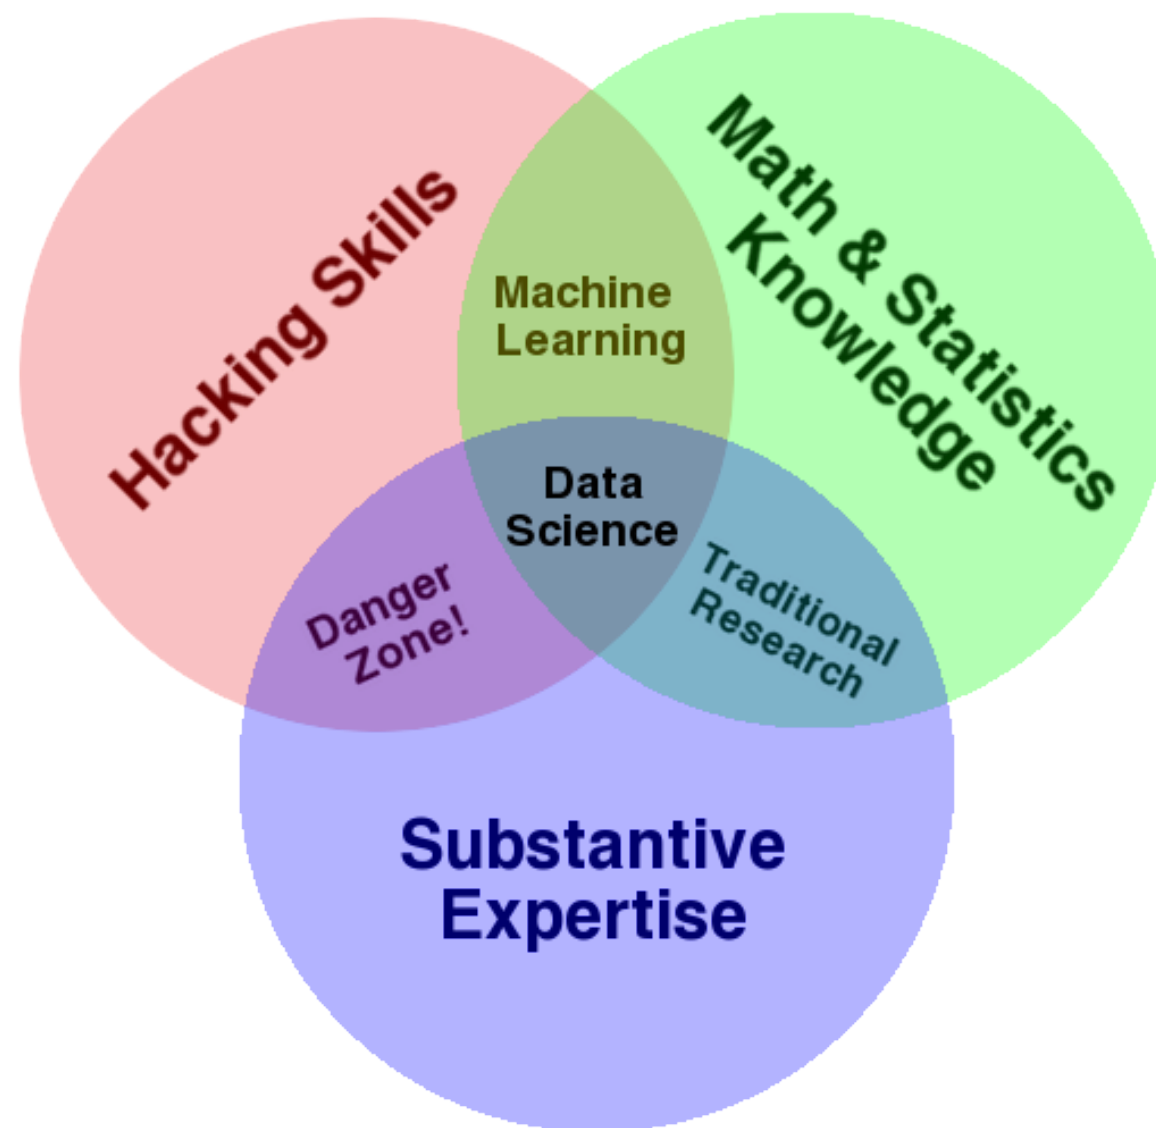 Hacking Skills
Math & Statistics
Knowledge
Machine
Learning
Data
Science
Danger
Zone!
Traditional
Research
Substantive
Expertise